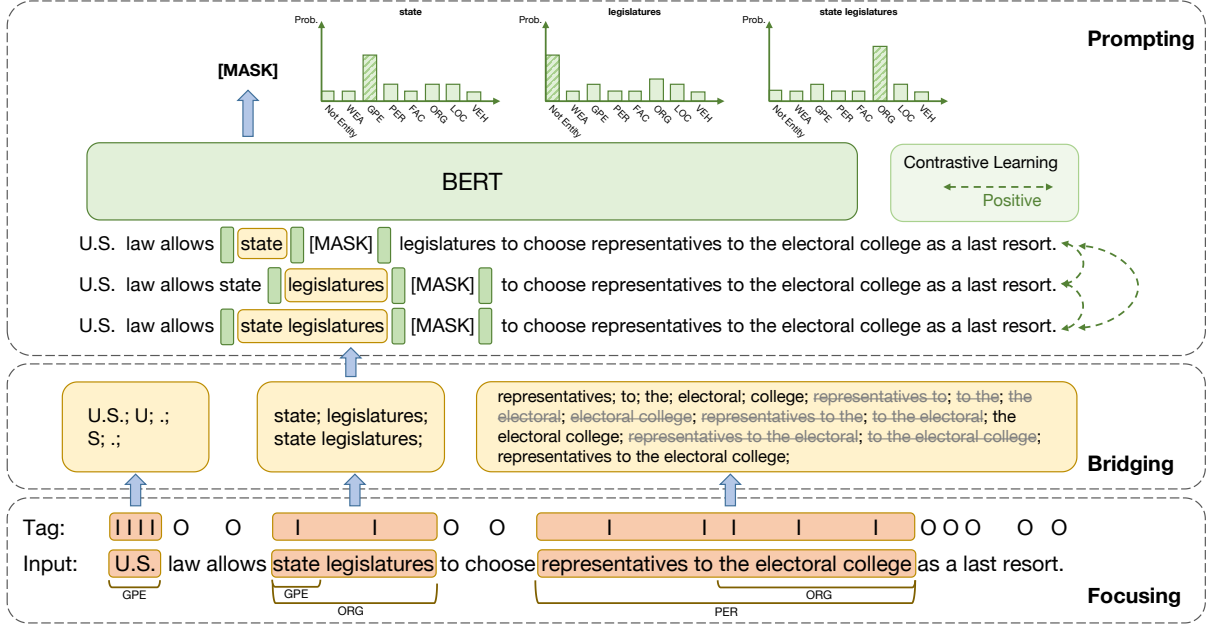 Prob.
state
Not Entity
WEA
GPE
PER
FAC
ORG
LOC
VEH
Prob.
legislatures
Not Entity
WEA
GPE
PER
FAC
ORG
LOC
VEH
Prob.
state legislatures
Not Entity
WEA
GPE
PER
FAC
ORG
LOC
VEH
Prompting
[MASK]
BERT
Contrastive Learning
Positive
U.S. law allows state [MASK] legislatures to choose representatives to the electoral college as a last resort.
U.S. law allows state legislatures [MASK] to choose representatives to the electoral college as a last resort.
U.S. law allows state legislatures [MASK] to choose representatives to the electoral college as a last resort.
U.S.; U; .;
S; .;
state; legislatures;
state legislatures;
representatives; to; the; electoral; college; representatives to; to the; the
electoral; electoral college; representatives to the; to the electoral; the
electoral college; representatives to the electoral; to the electoral college;
representatives to the electoral college;
Bridging
Tag: I I I I O O I I O O I I I I I O O O O O
Input: U.S. law allows state legislatures to choose representatives to the electoral college as a last resort.
GPE
GPE
ORG
ORG
PER
Focusing